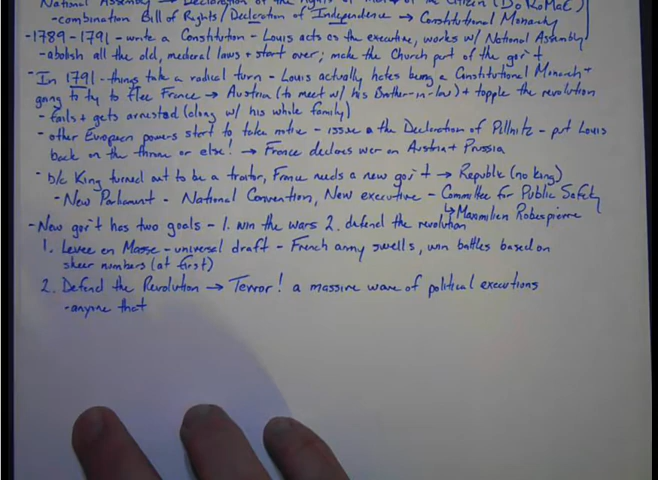 National Assembly → Declaration of the Rights of Man + of the Citizen (DoRoMaC)
-combination Bill of Rights/Declaration of Independence → Constitutional Monarchy
-1789-1791 - write a Constitution - Louis acts as the executive, works w/ National Assembly
-abolish all the old, medieval laws + start over; make the Church part of the gov't
-In 1791 - things take a radical turn - Louis actually hates being a Constitutional Monarch +
going to try to flee France → Austria (to meet w/ his Brother-in-law) + topple the revolution
- fails + gets arrested (along w/ his whole family)
- other European powers start to take notice - issue the Declaration of Pillnitz - put Louis
back on the throne or else! → France declares war on Austria + Prussia
- b/c King turned out to be a traitor, France needs a new gov't → Republic (no king)
-New Parliament - National Convention, New executive - Committee for Public Safety
↳Maximilien Robespierre
-New gov't has two goals - 1. win the wars 2. defend the revolution
1. Levee en Masse - universal draft - French army swells, win battles based on
sheer numbers (at first)
2. Defend the Revolution → Terror! a massive wave of political executions
-anyone that